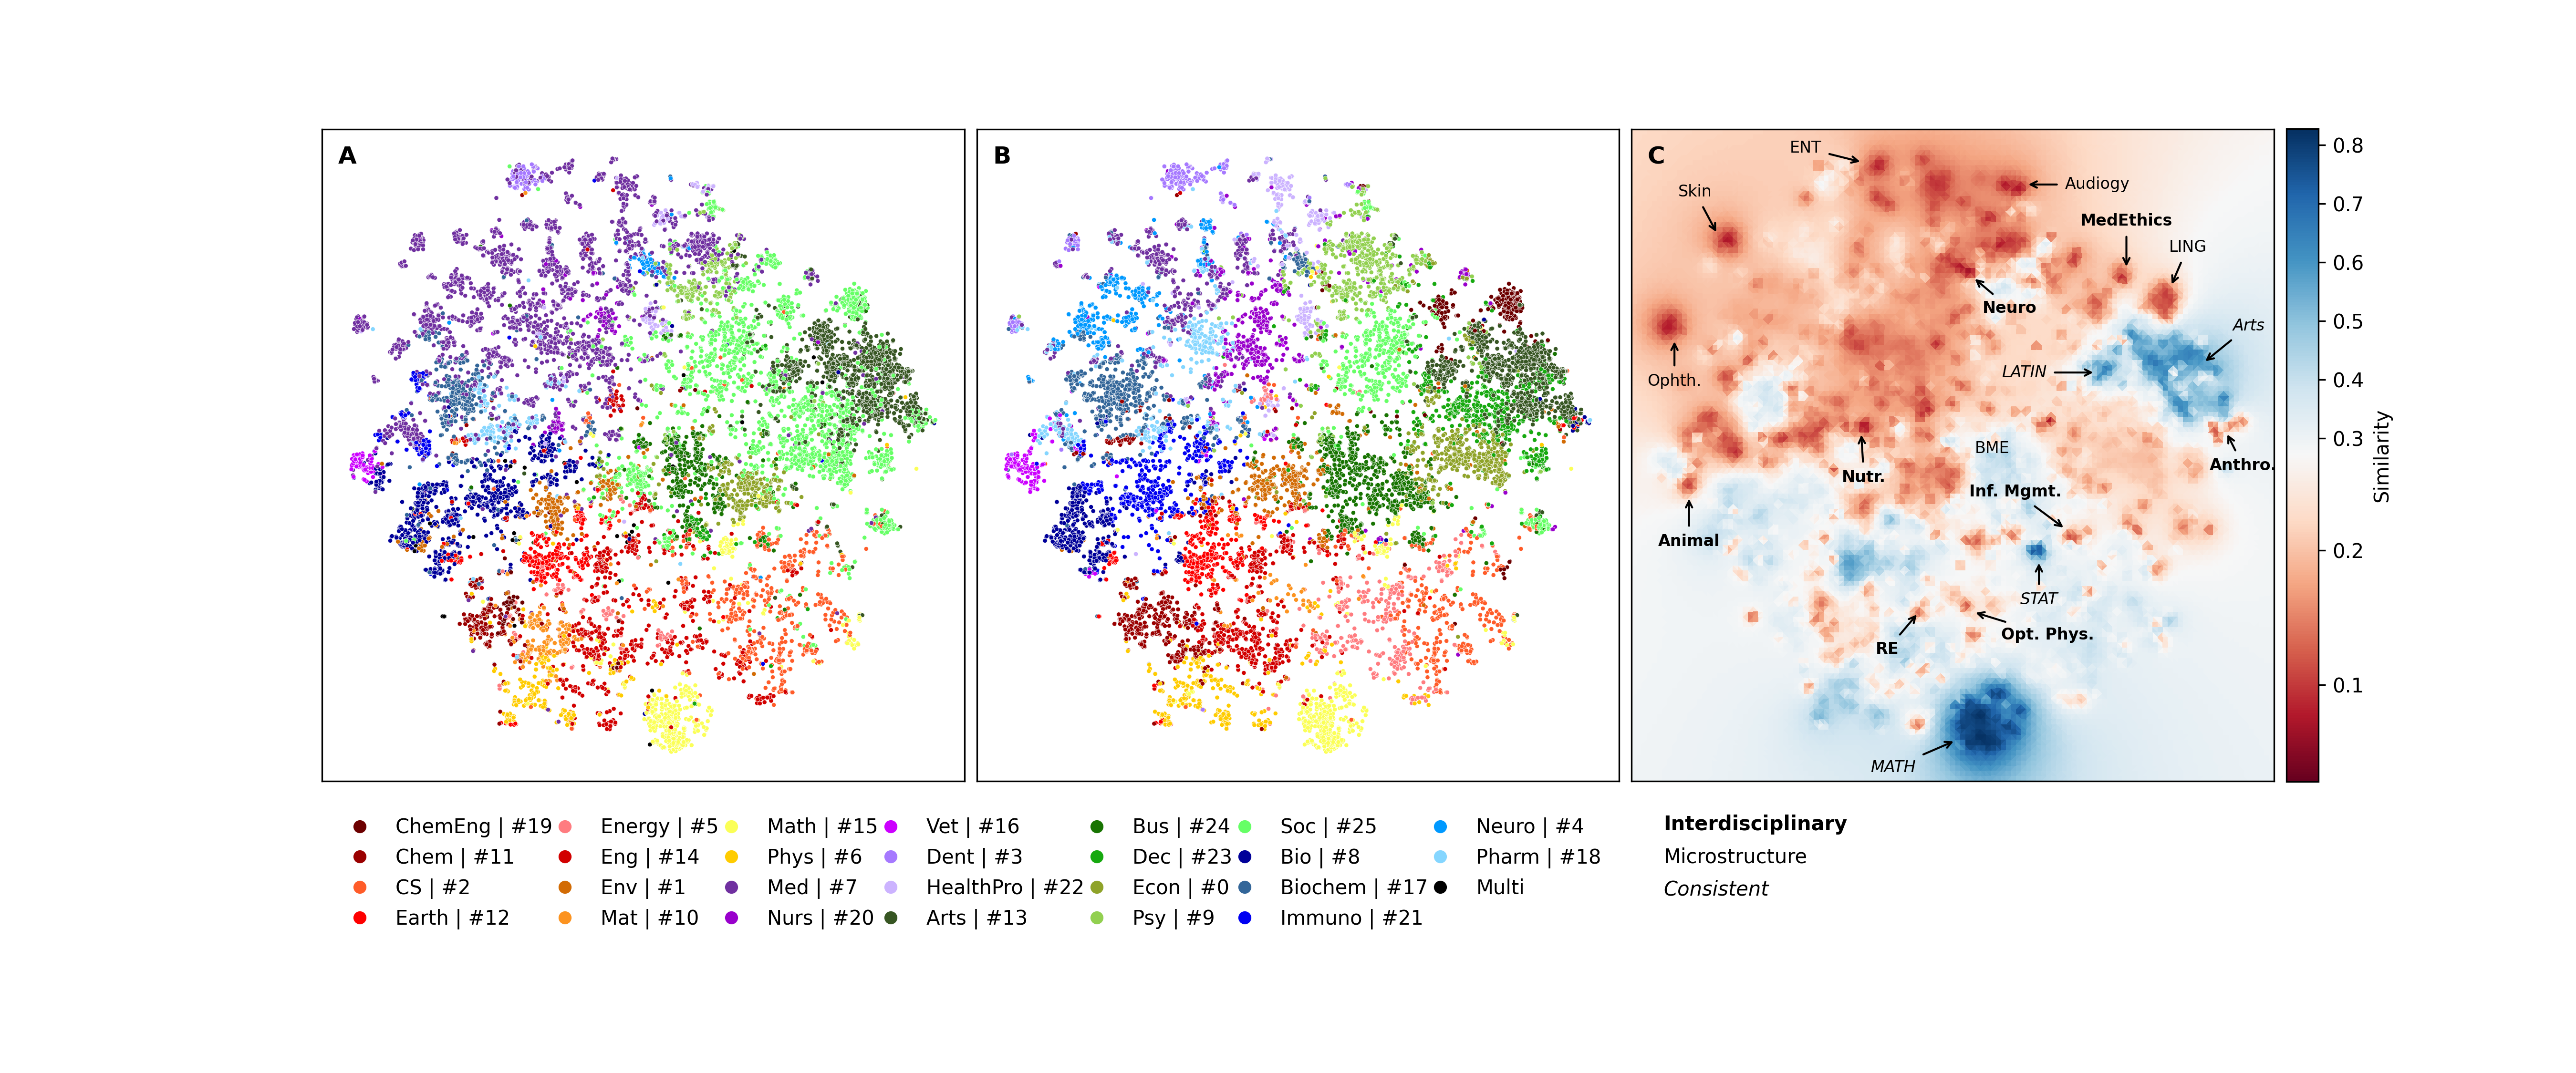 A
B
C
ENT
Audiogy
Skin
MedEthics
LING
Neuro
Arts
LATIN
Ophth.
BME
Anthro.
Nutr.
Inf. Mgmt.
Animal
STAT
Opt. Phys.
RE
MATH
0.8
0.7
0.6
0.5
0.4
0.3
0.2
0.1
Similarity
ChemEng | #19
Chem | #11
CS | #2
Earth | #12
Energy | #5
Eng | #14
Env | #1
Mat | #10
Math | #15
Phys | #6
Med | #7
Nurs | #20
Vet | #16
Dent | #3
HealthPro | #22
Arts | #13
Bus | #24
Dec | #23
Econ | #0
Psy | #9
Soc | #25
Bio | #8
Biochem | #17
Immuno | #21
Neuro | #4
Pharm | #18
Multi
Interdisciplinary
Microstructure
Consistent